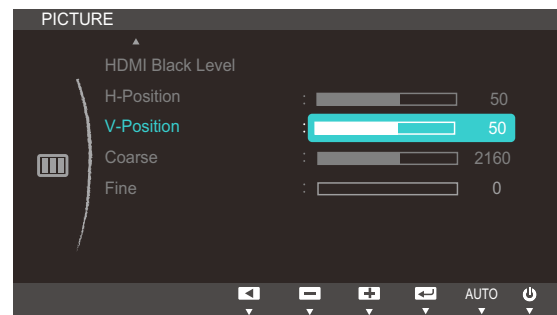 PICTURE
HDMI Black Level
H-Position : 50
V-Position : 50
Coarse : 2160
Fine : 0
AUTO